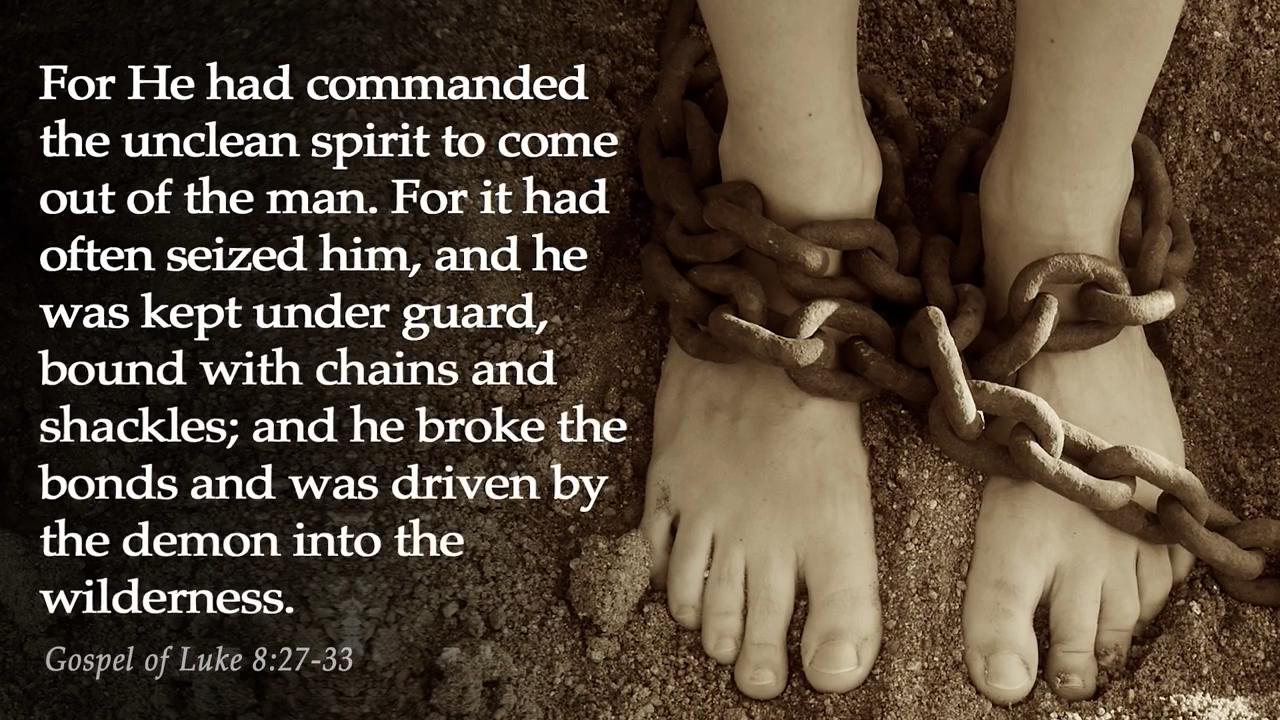 For He had commanded
the unclean spirit to come
out of the man. For it had
often seized him, and he
was kept under guard,
bound with chains and
shackles; and he broke the
bonds and was driven by
the demon into the
wilderness.
Gospel of Luke 8:27-33